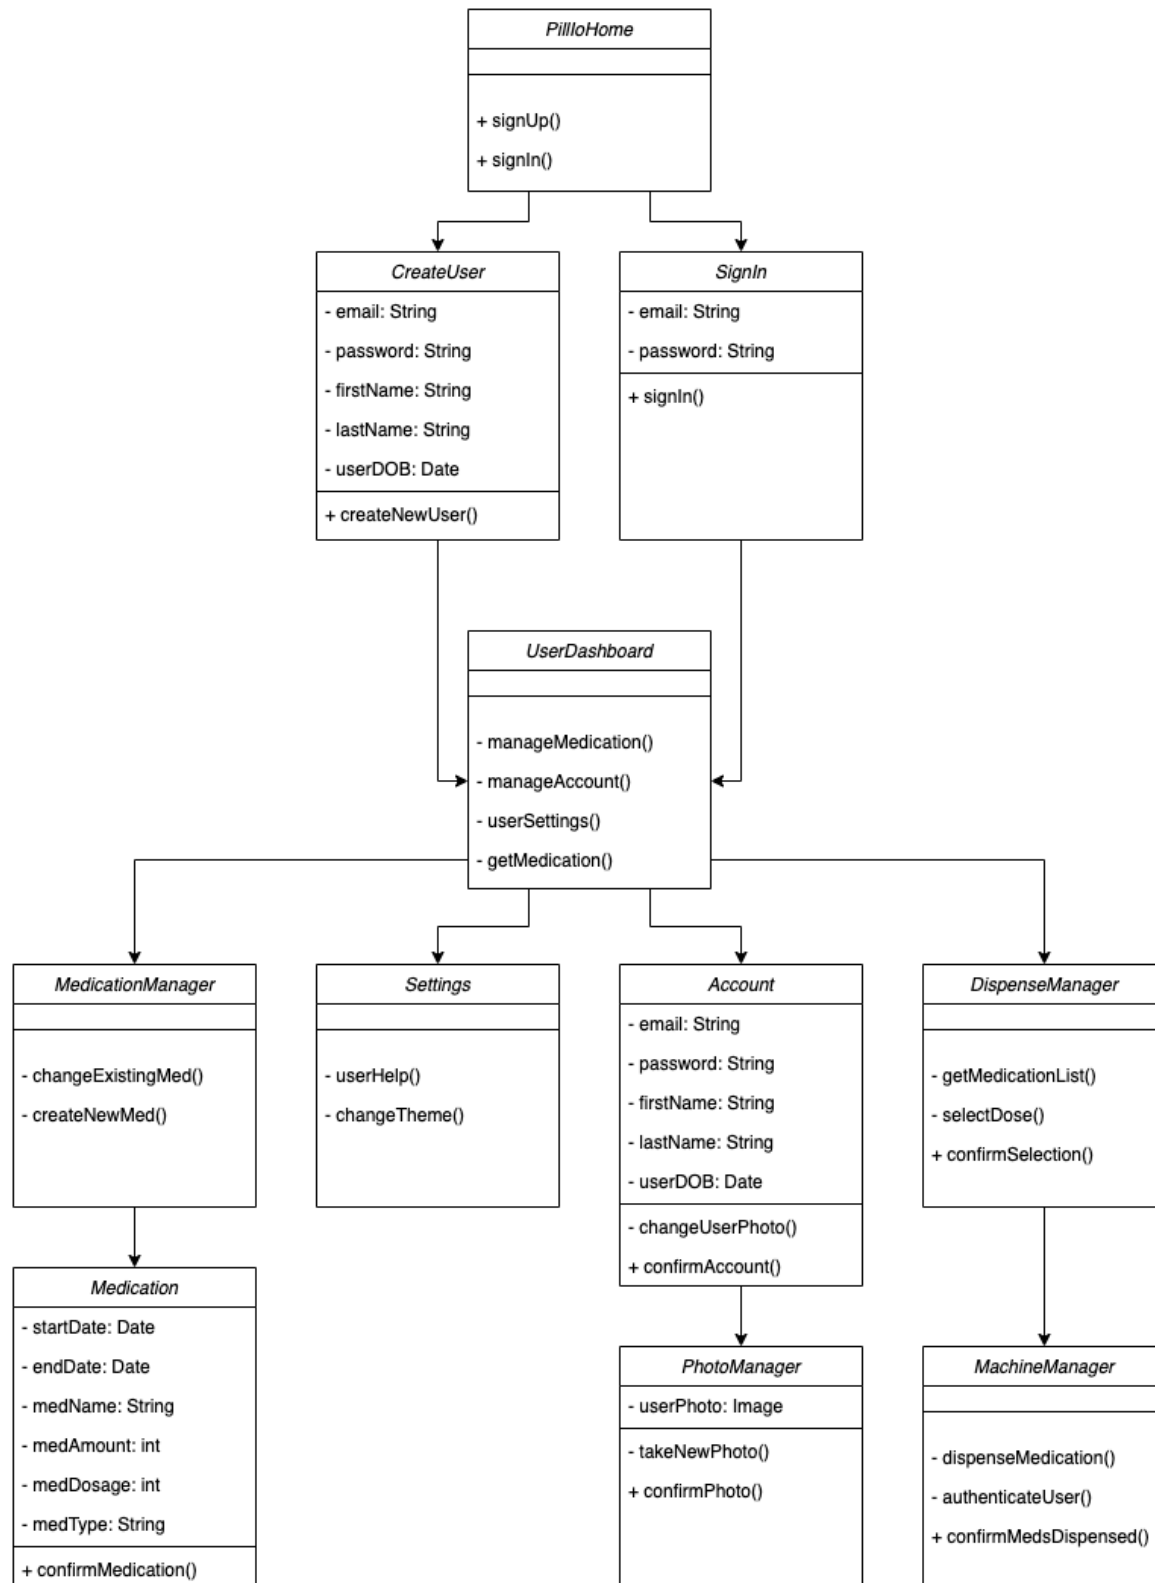 PillloHome
+ signUp()
+ signIn()
CreateUser
- email: String
- password: String
- firstName: String
- lastName: String
- userDOB: Date
+ createNewUser()
SignIn
- email: String
- password: String
+ signIn()
UserDashboard
- manageMedication()
- manageAccount()
- userSettings()
- getMedication()
MedicationManager
- changeExistingMed()
- createNewMed()
Settings
- userHelp()
- changeTheme()
Account
- email: String
- password: String
- firstName: String
- lastName: String
- userDOB: Date
- changeUserPhoto()
+ confirmAccount()
DispenseManager
- getMedicationList()
- selectDose()
+ confirmSelection()
Medication
- startDate: Date
- endDate: Date
- medName: String
- medAmount: int
- medDosage: int
- medType: String
+ confirmMedication()
PhotoManager
- userPhoto: Image
- takeNewPhoto()
+ confirmPhoto()
MachineManager
- dispenseMedication()
- authenticateUser()
+ confirmMedsDispensed()